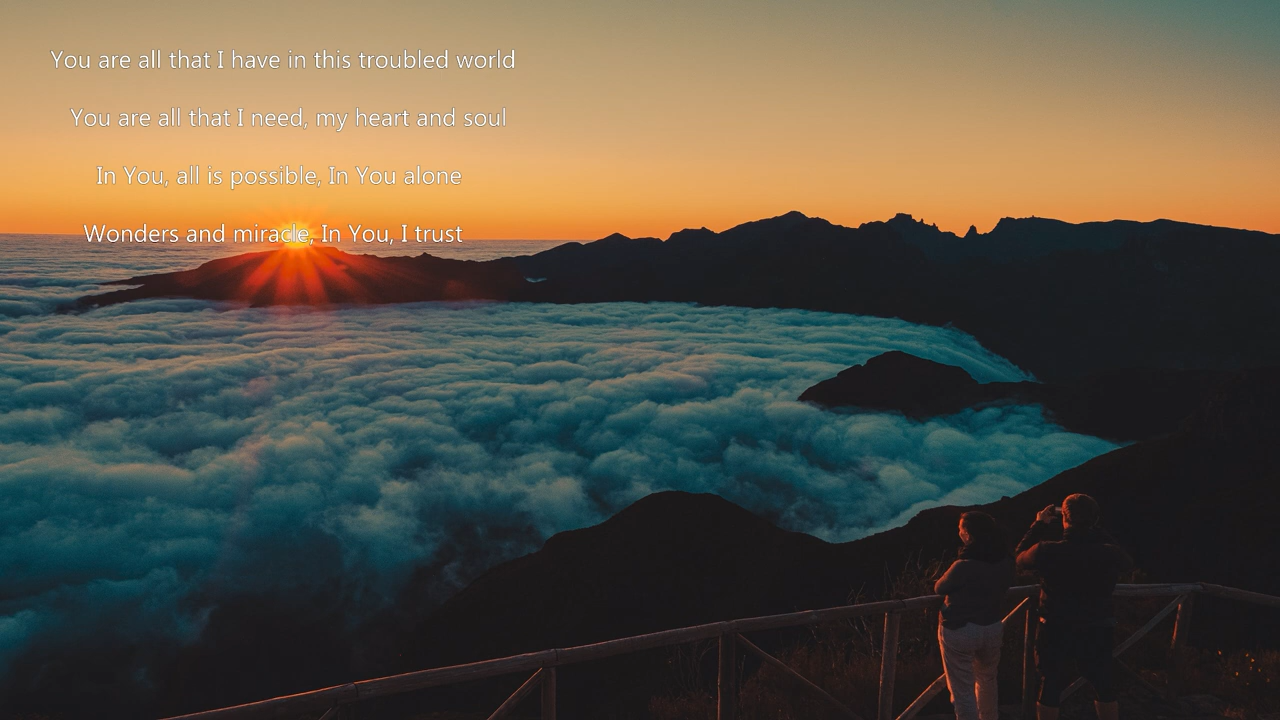 You are all that I have in this troubled world
You are all that I need, my heart and soul
In You, all is possible, In You alone
Wonders and miracle, In You, I trust